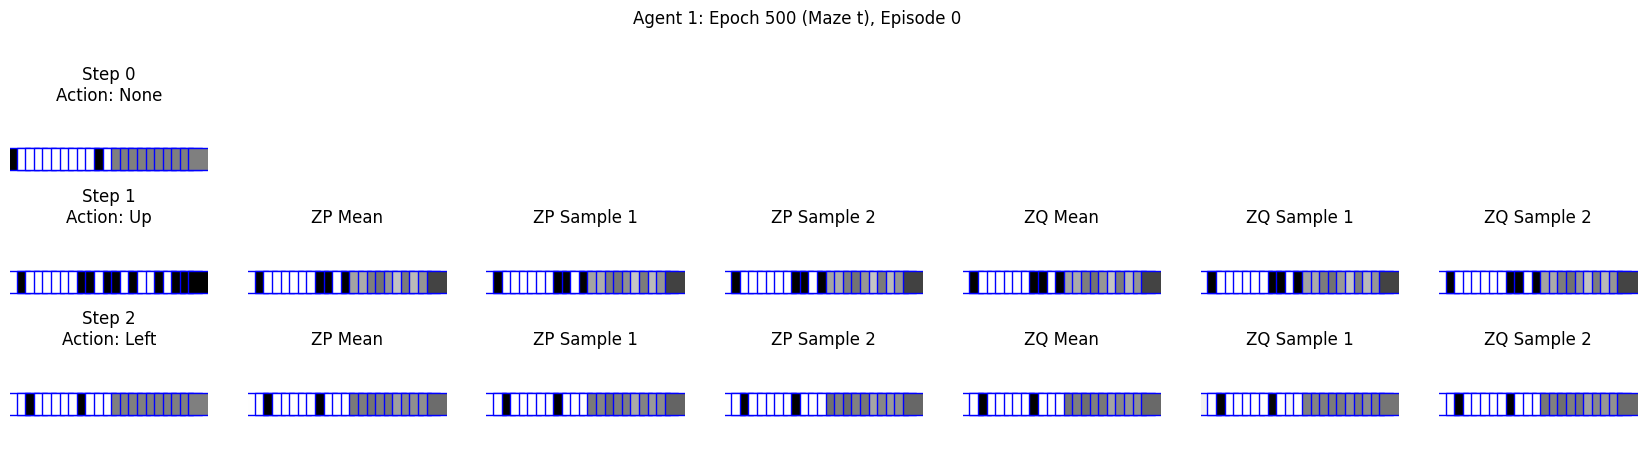 Agent 1: Epoch 500 (Maze t), Episode 0
Step 0
Action: None
Step 1
Action: Up
ZP Mean
ZP Sample 1
ZP Sample 2
ZQ Mean
ZQ Sample 1
ZQ Sample 2
Step 2
Action: Left
ZP Mean
ZP Sample 1
ZP Sample 2
ZQ Mean
ZQ Sample 1
ZQ Sample 2